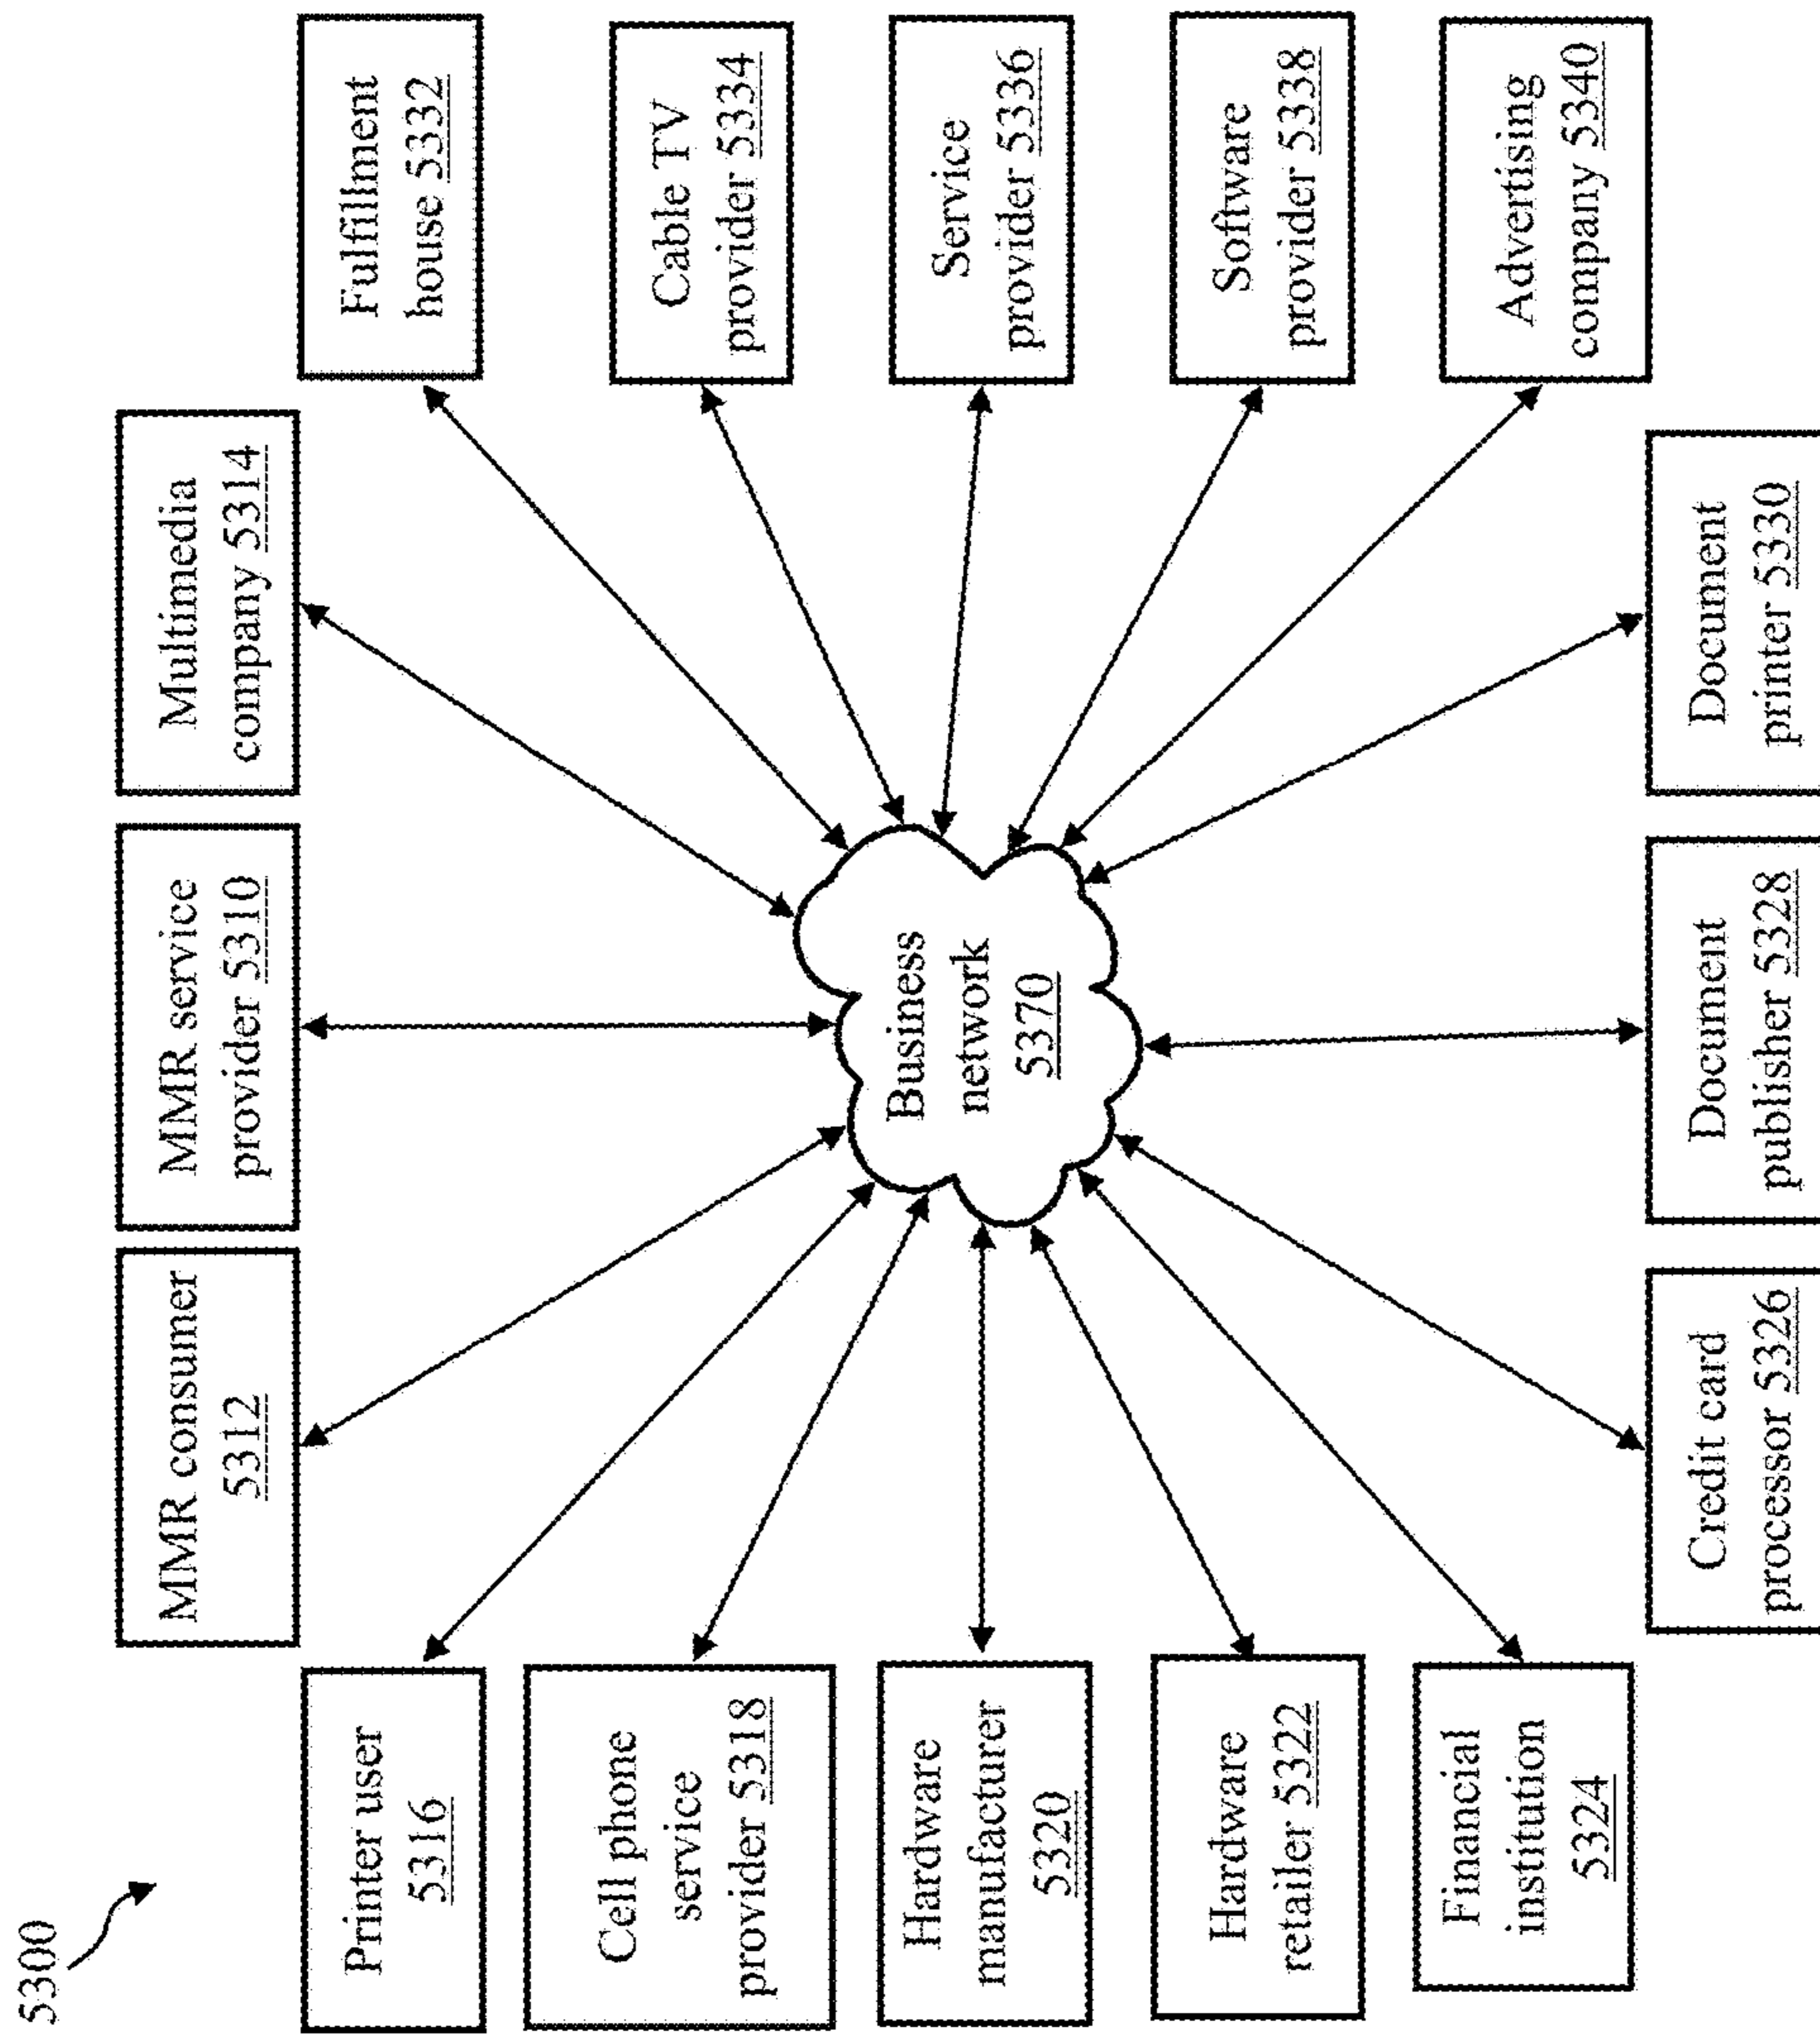 5300
MMR consumer
5312
MMR service
provider 5310
Multimedia
company 5314
Printer user
5316
Cell phone
service
provider 5318
Hardware
manufacturer
5320
Hardware
retailer 5322
Financial
institution
5324
Business
network
5370
Fulfillment
house 5332
Cable TV
provider 5334
Service
provider 5336
Software
provider 5338
Advertising
company 5340
Credit card
processor 5326
Document
publisher 5328
Document
printer 5330